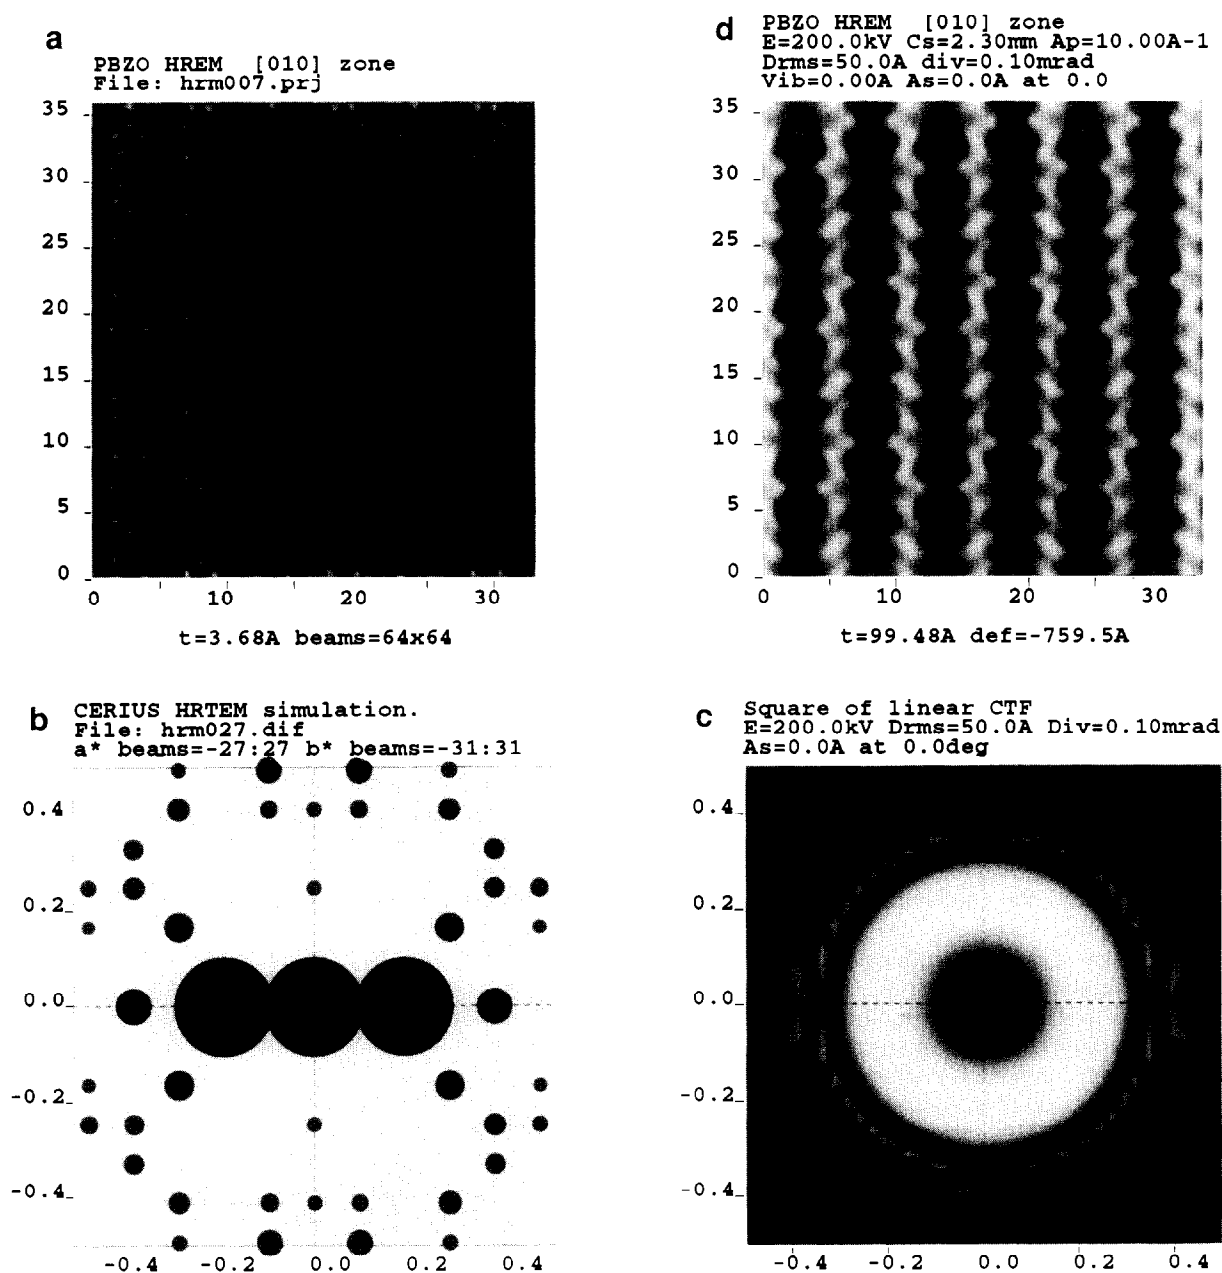 a
PBZO HREM [010] zone
File: hrm007.prj
35
30
25
20
15
10
5
0
0 10 20 30
t=3.68A beams=64x64
d
PBZO HREM [010] zone
E=200.0kV Cs=2.30mm Ap=10.00A-1
Drms=50.0A div=0.10mrad
Vib=0.00A As=0.0A at 0.0
35
30
25
20
15
10
5
0
0 10 20 30
t=99.48A def=-759.5A
b
CERIUS HRTEM simulation.
File: hrm027.dif
a* beams=-27:27 b* beams=-31:31
0.4
0.2
0.0
-0.2
-0.4
-0.4 -0.2 0.0 0.2 0.4
c
Square of linear CTF
E=200.0kV Drms=50.0A Div=0.10mrad
As=0.0A at 0.0deg
0.4
0.2
0.0
-0.2
-0.4
-0.4 -0.2 0.0 0.2 0.4